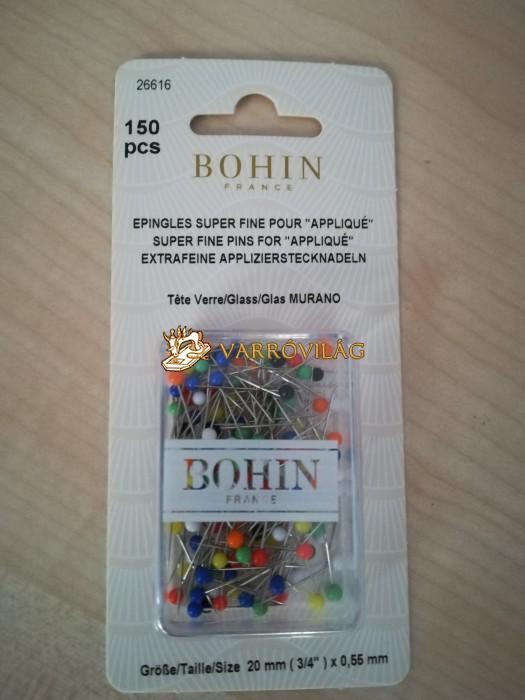 26616
150
pcs
BOHIN
FRANCE
EPINGLES SUPER FINE POUR "APPLIQUÉ"
SUPER FINE PINS FOR "APPLIQUÉ"
EXTRAFEINE APPLIZIERSTECKNADELN
Tête Verre/Glass/Glas MURANO
VARRÓVILÁG
BOHIN
FRANCE
Größe/Taille/Size 20 mm ( 3/4" ) x 0,55 mm